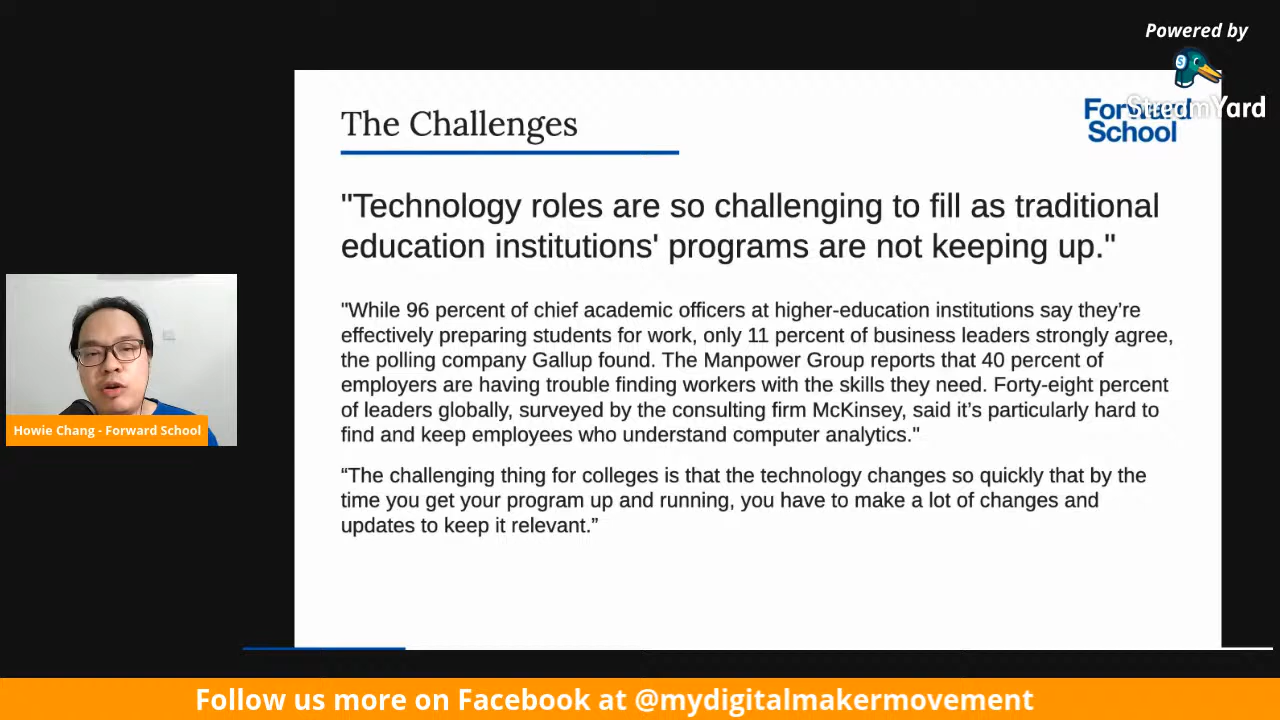 Powered by
StreamYard
The Challenges
Forward
School
"Technology roles are so challenging to fill as traditional
education institutions' programs are not keeping up."
"While 96 percent of chief academic officers at higher-education institutions say they’re
effectively preparing students for work, only 11 percent of business leaders strongly agree,
the polling company Gallup found. The Manpower Group reports that 40 percent of
employers are having trouble finding workers with the skills they need. Forty-eight percent
of leaders globally, surveyed by the consulting firm McKinsey, said it’s particularly hard to
find and keep employees who understand computer analytics."
“The challenging thing for colleges is that the technology changes so quickly that by the
time you get your program up and running, you have to make a lot of changes and
updates to keep it relevant.”
Howie Chang - Forward School
Follow us more on Facebook at @mydigitalmakermovement